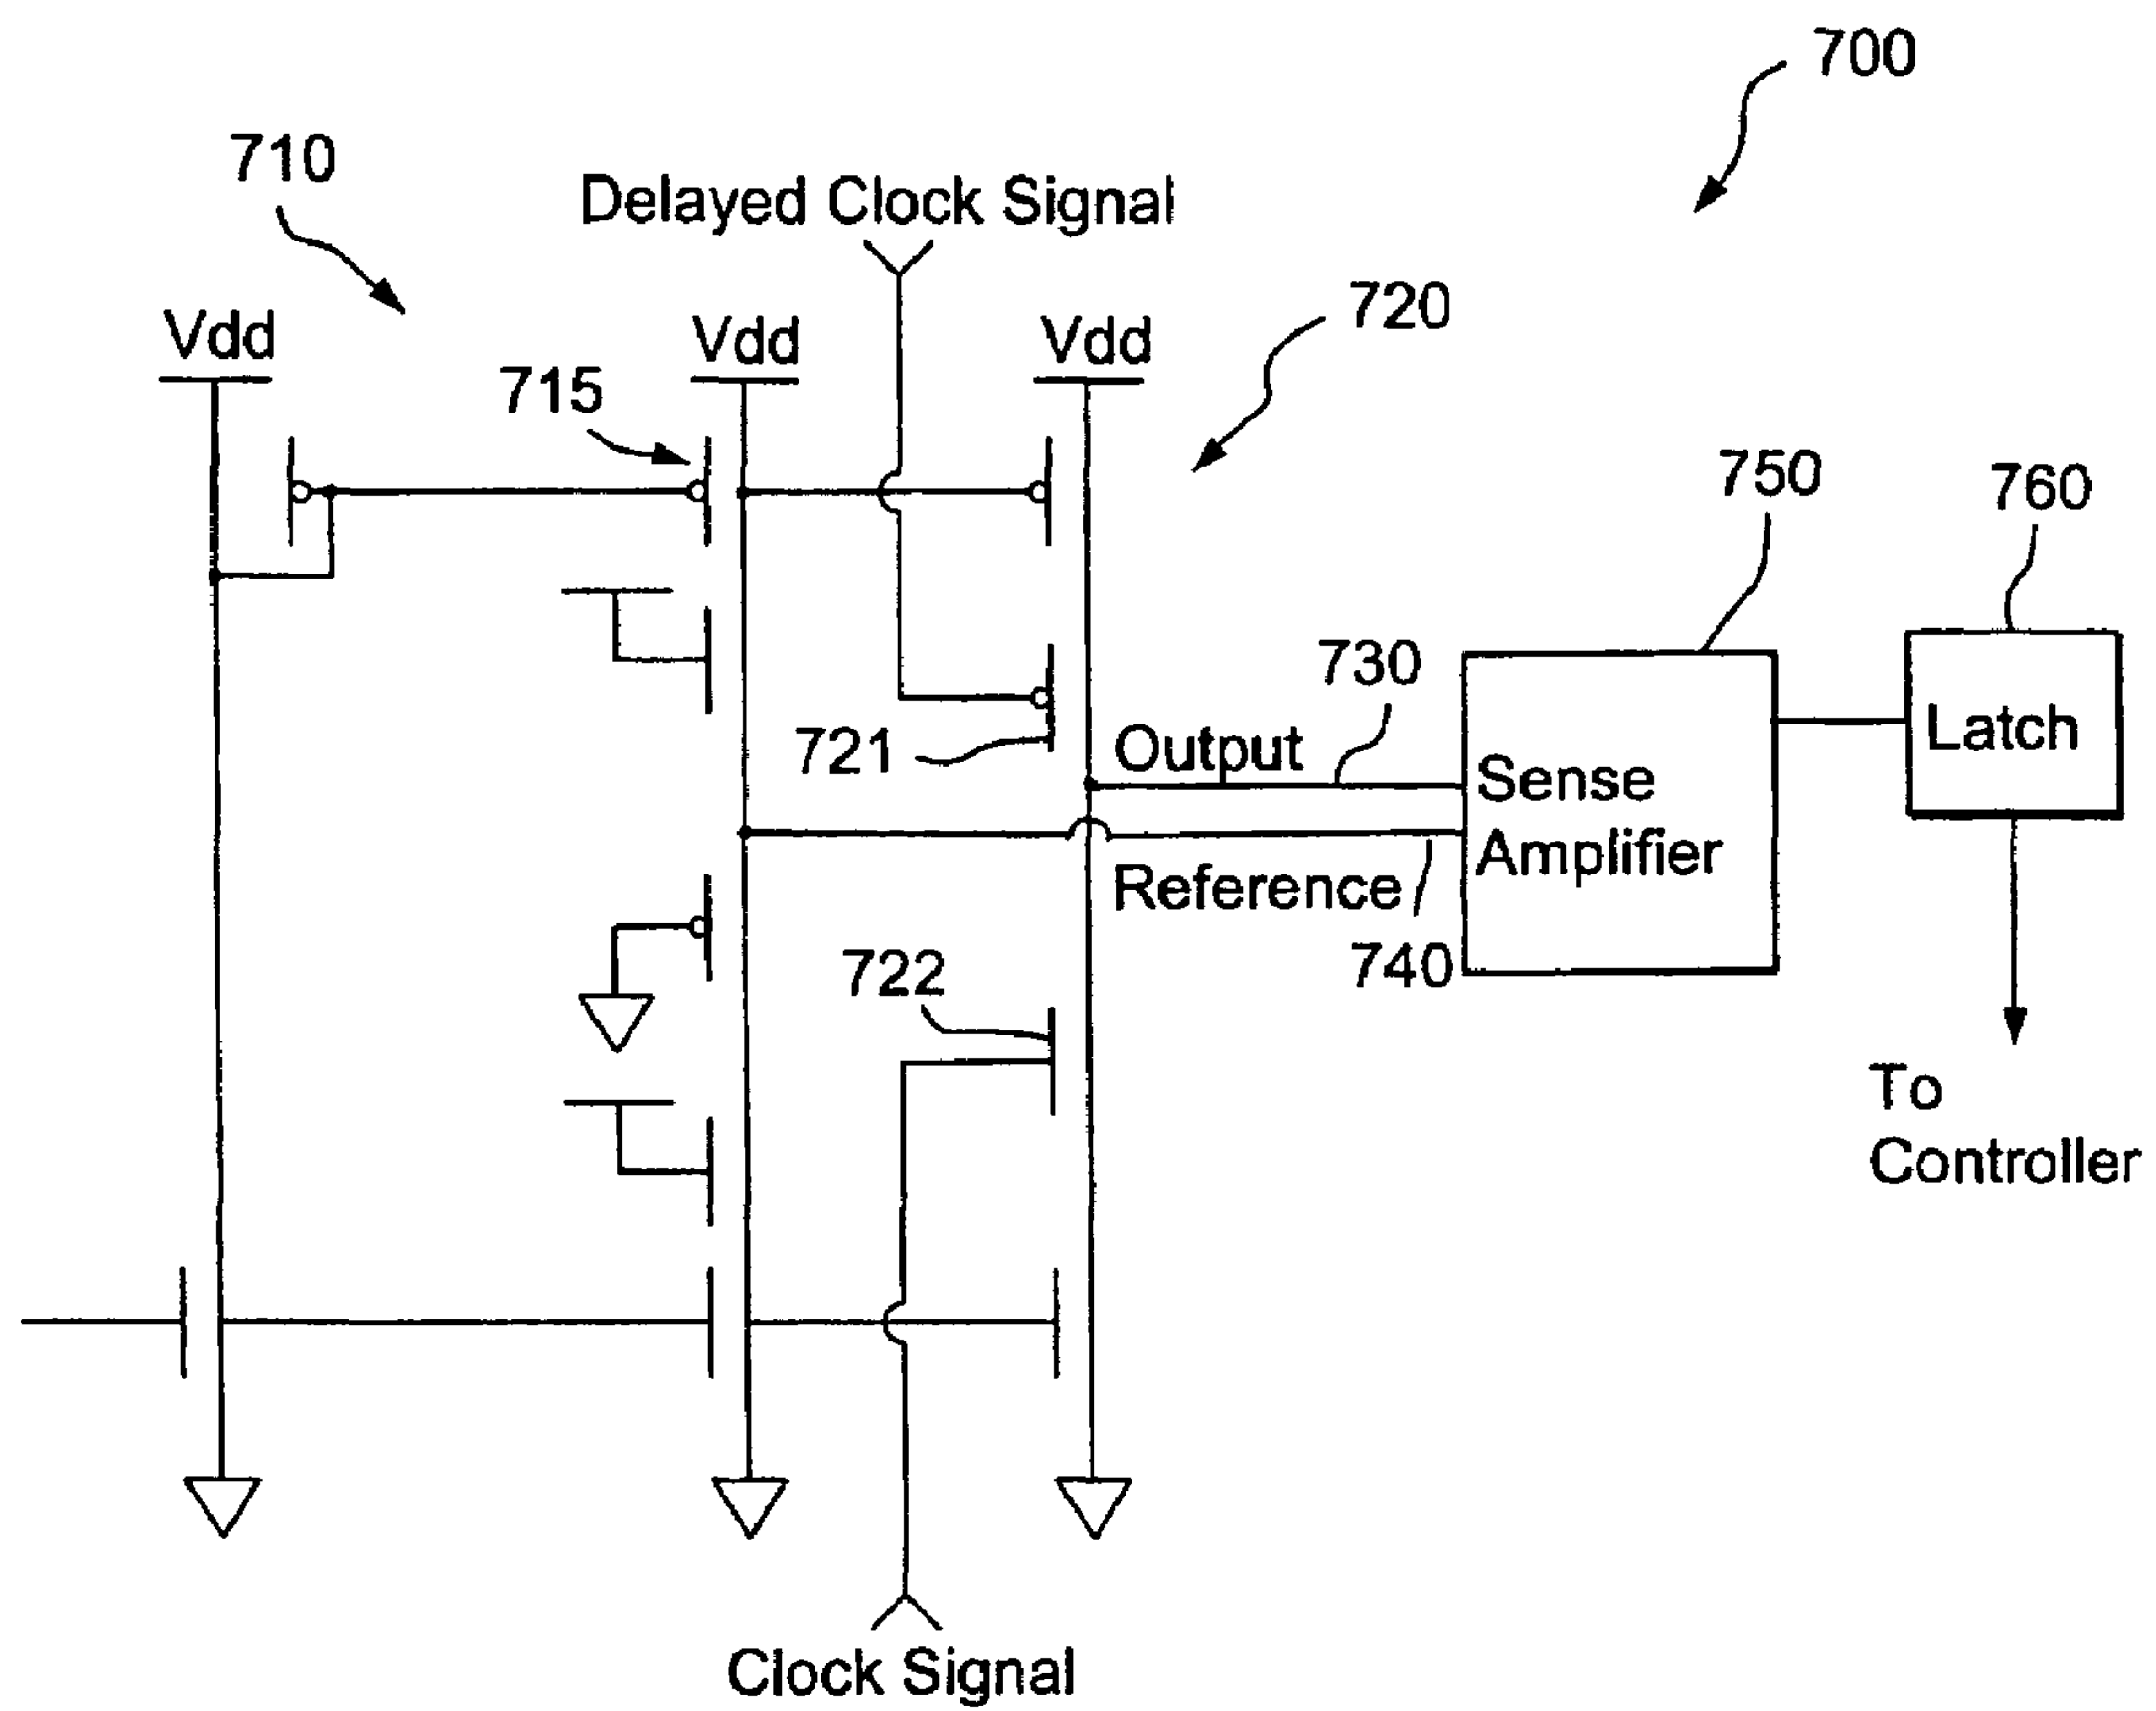 700
710
Delayed Clock Signal
720
Vdd
Vdd
Vdd
715
750
760
730
Latch
721
Output
Sense
Amplifier
Reference
740
722
To
Controller
Clock Signal